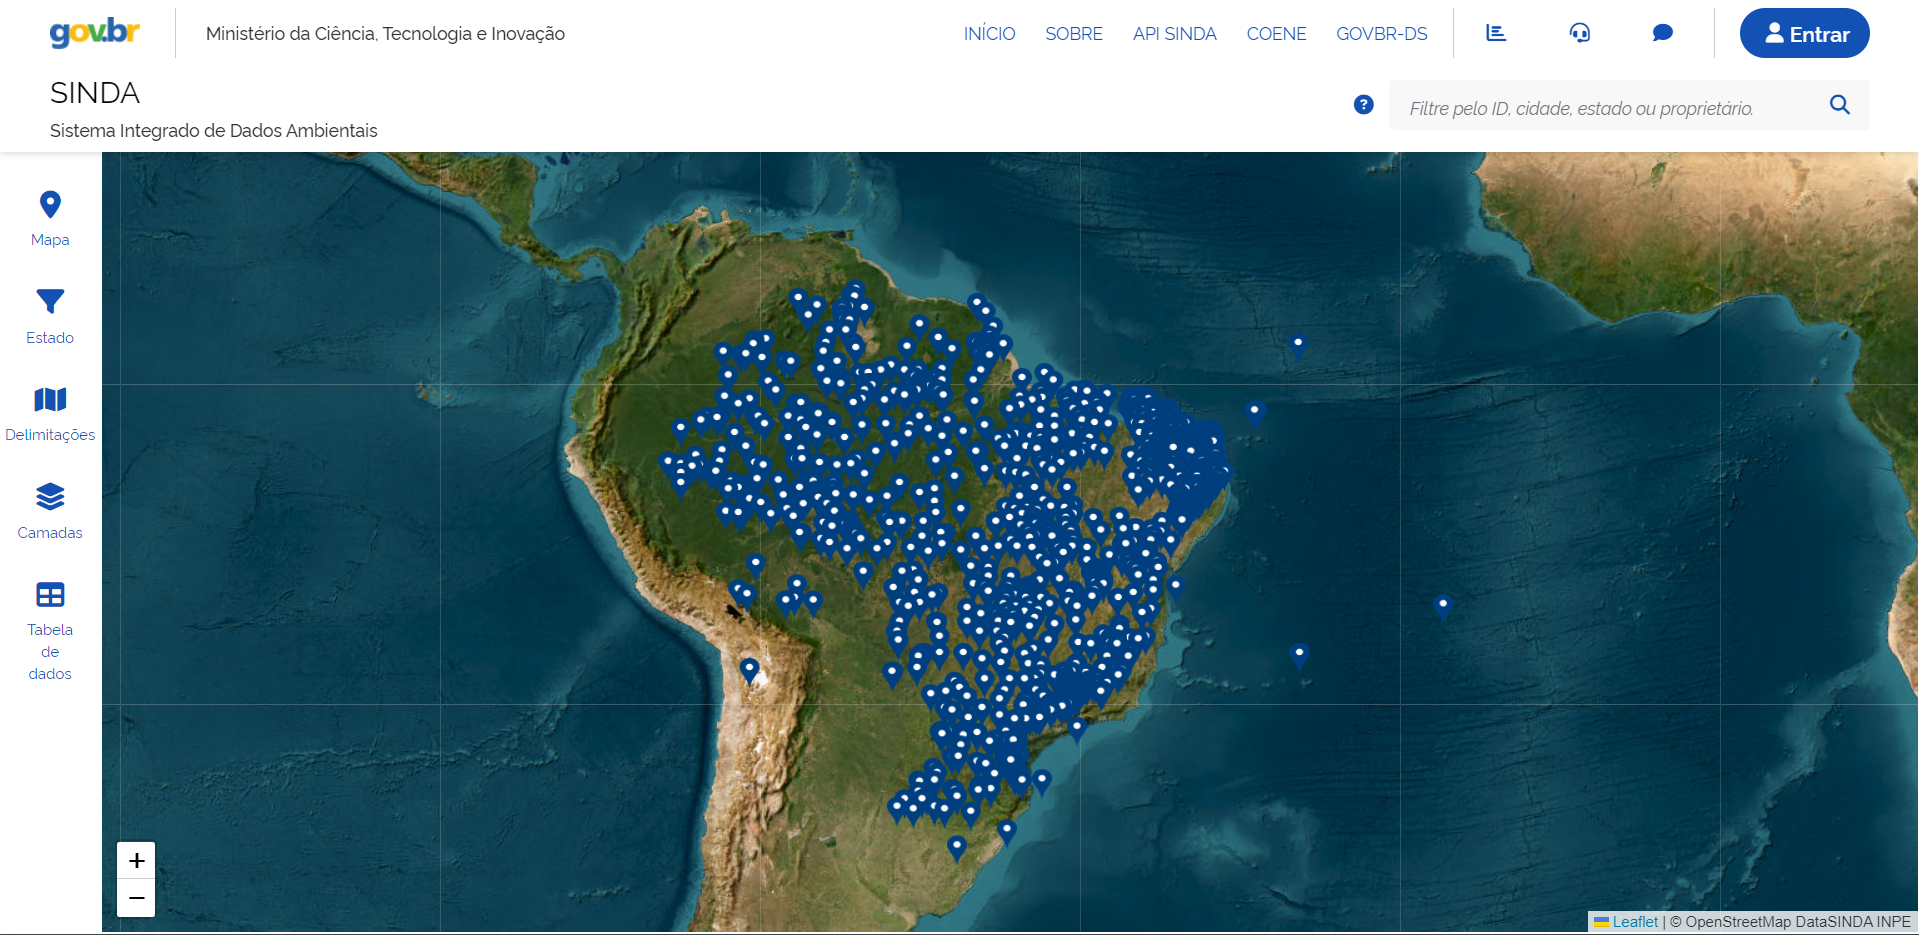 gov.br
Ministério da Ciência, Tecnologia e Inovação
INÍCIO
SOBRE
API SINDA
COENE
GOVBR-DS
Entrar
SINDA
Sistema Integrado de Dados Ambientais
?
Filtre pelo ID, cidade, estado ou proprietário.
Mapa
Estado
Delimitações
Camadas
Tabela
de
dados
+
−
Leaflet | © OpenStreetMap DataSINDA INPE